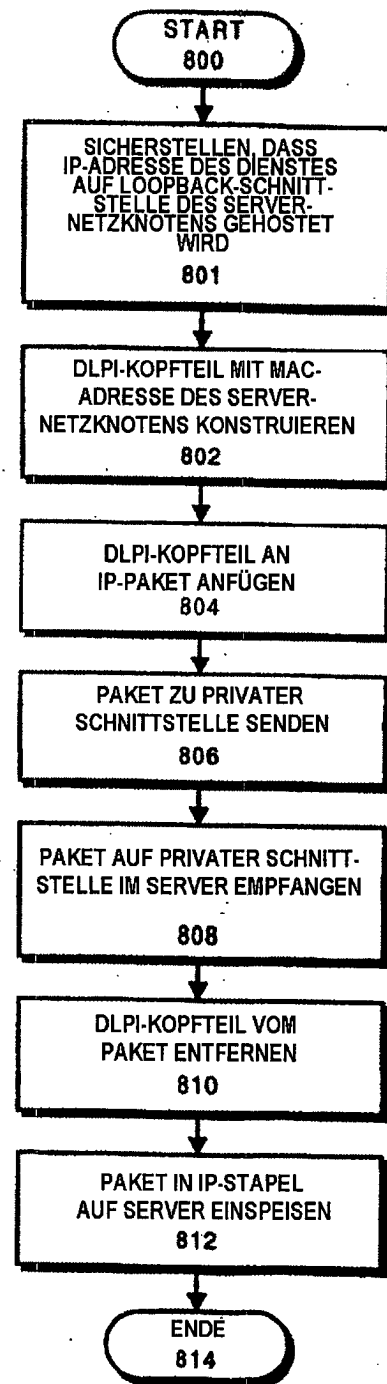 START
800
SICHERSTELLEN, DASS
IP-ADRESSE DES DIENSTES
AUF LOOPBACK-SCHNITT-
STELLE DES SERVER-
NETZKNOTENS GEHOSTET
WIRD
801
DLPI-KOPFTEIL MIT MAC-
ADRESSE DES SERVER-
NETZKNOTENS KONSTRUIEREN
802
DLPI-KOPFTEIL AN
IP-PAKET ANFÜGEN
804
PAKET ZU PRIVATER
SCHNITTSTELLE SENDEN
806
PAKET AUF PRIVATER SCHNITT-
STELLE IM SERVER EMPFANGEN
808
DLPI-KOPFTEIL VOM
PAKET ENTFERNEN
810
PAKET IN IP-STAPEL
AUF SERVER EINSPEISEN
812
ENDE
814